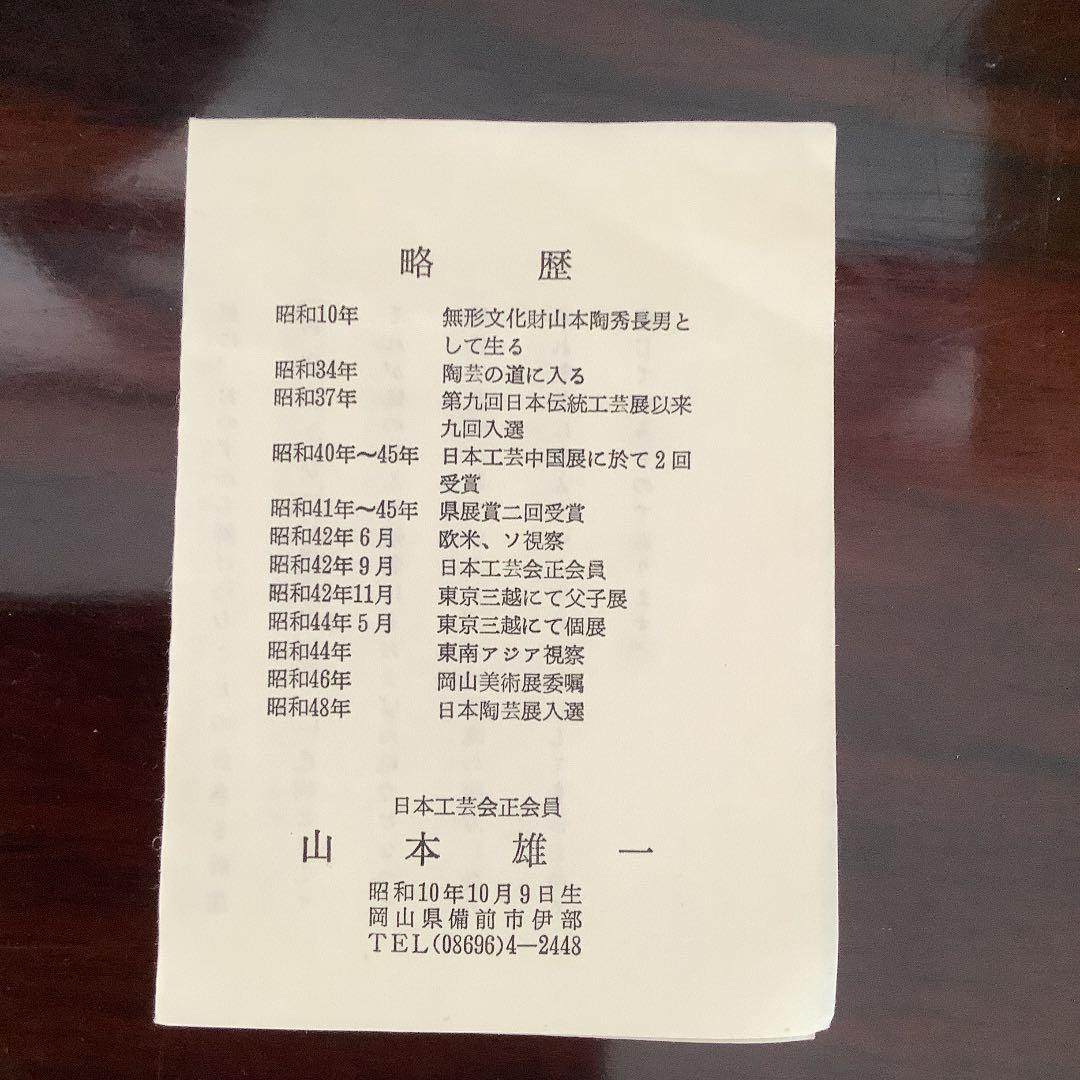 略 歴
昭和10年 無形文化財山本陶秀長男と
して生る
昭和34年 陶芸の道に入る
昭和37年 第九回日本伝統工芸展以来
九回入選
昭和40年〜45年 日本工芸中国展に於て2回
受賞
昭和41年〜45年 県展賞二回受賞
昭和42年6月 欧米、ソ視察
昭和42年9月 日本工芸会正会員
昭和42年11月 東京三越にて父子展
昭和44年5月 東京三越にて個展
昭和44年 東南アジア視察
昭和46年 岡山美術展委嘱
昭和48年 日本陶芸展入選
日本工芸会正会員
山本雄一
昭和10年10月9日生
岡山県備前市伊部
TEL(08696)4—2448